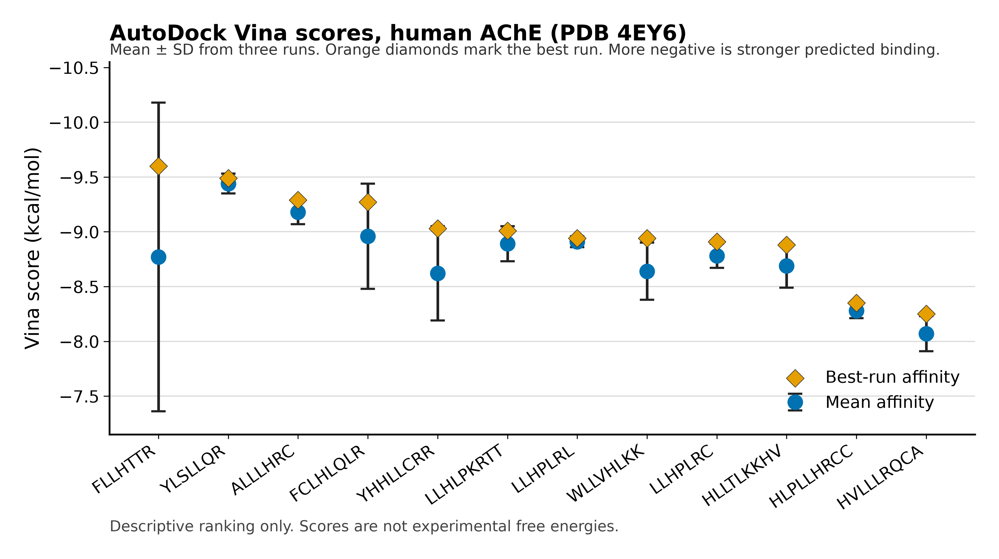 AutoDock Vina scores, human AChE (PDB 4EY6)
Mean ± SD from three runs. Orange diamonds mark the best run. More negative is stronger predicted binding.
Vina score (kcal/mol)
−10.5
−10.0
−9.5
−9.0
−8.5
−8.0
−7.5
Best-run affinity
Mean affinity
FLLHTTR
YLSLLQR
ALLLHRC
FCLHLQLR
YHHLLCRR
LLHLPKRTT
LLHPLRL
WLLVHLKK
LLHPLRC
HLLTLKKHV
HLPLLHRCC
HVLLLRQCA
Descriptive ranking only. Scores are not experimental free energies.